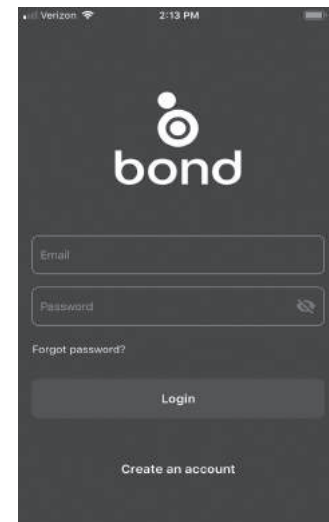 Verizon 2:13 PM
bond
Email
Password
Forgot password?
Login
Create an account